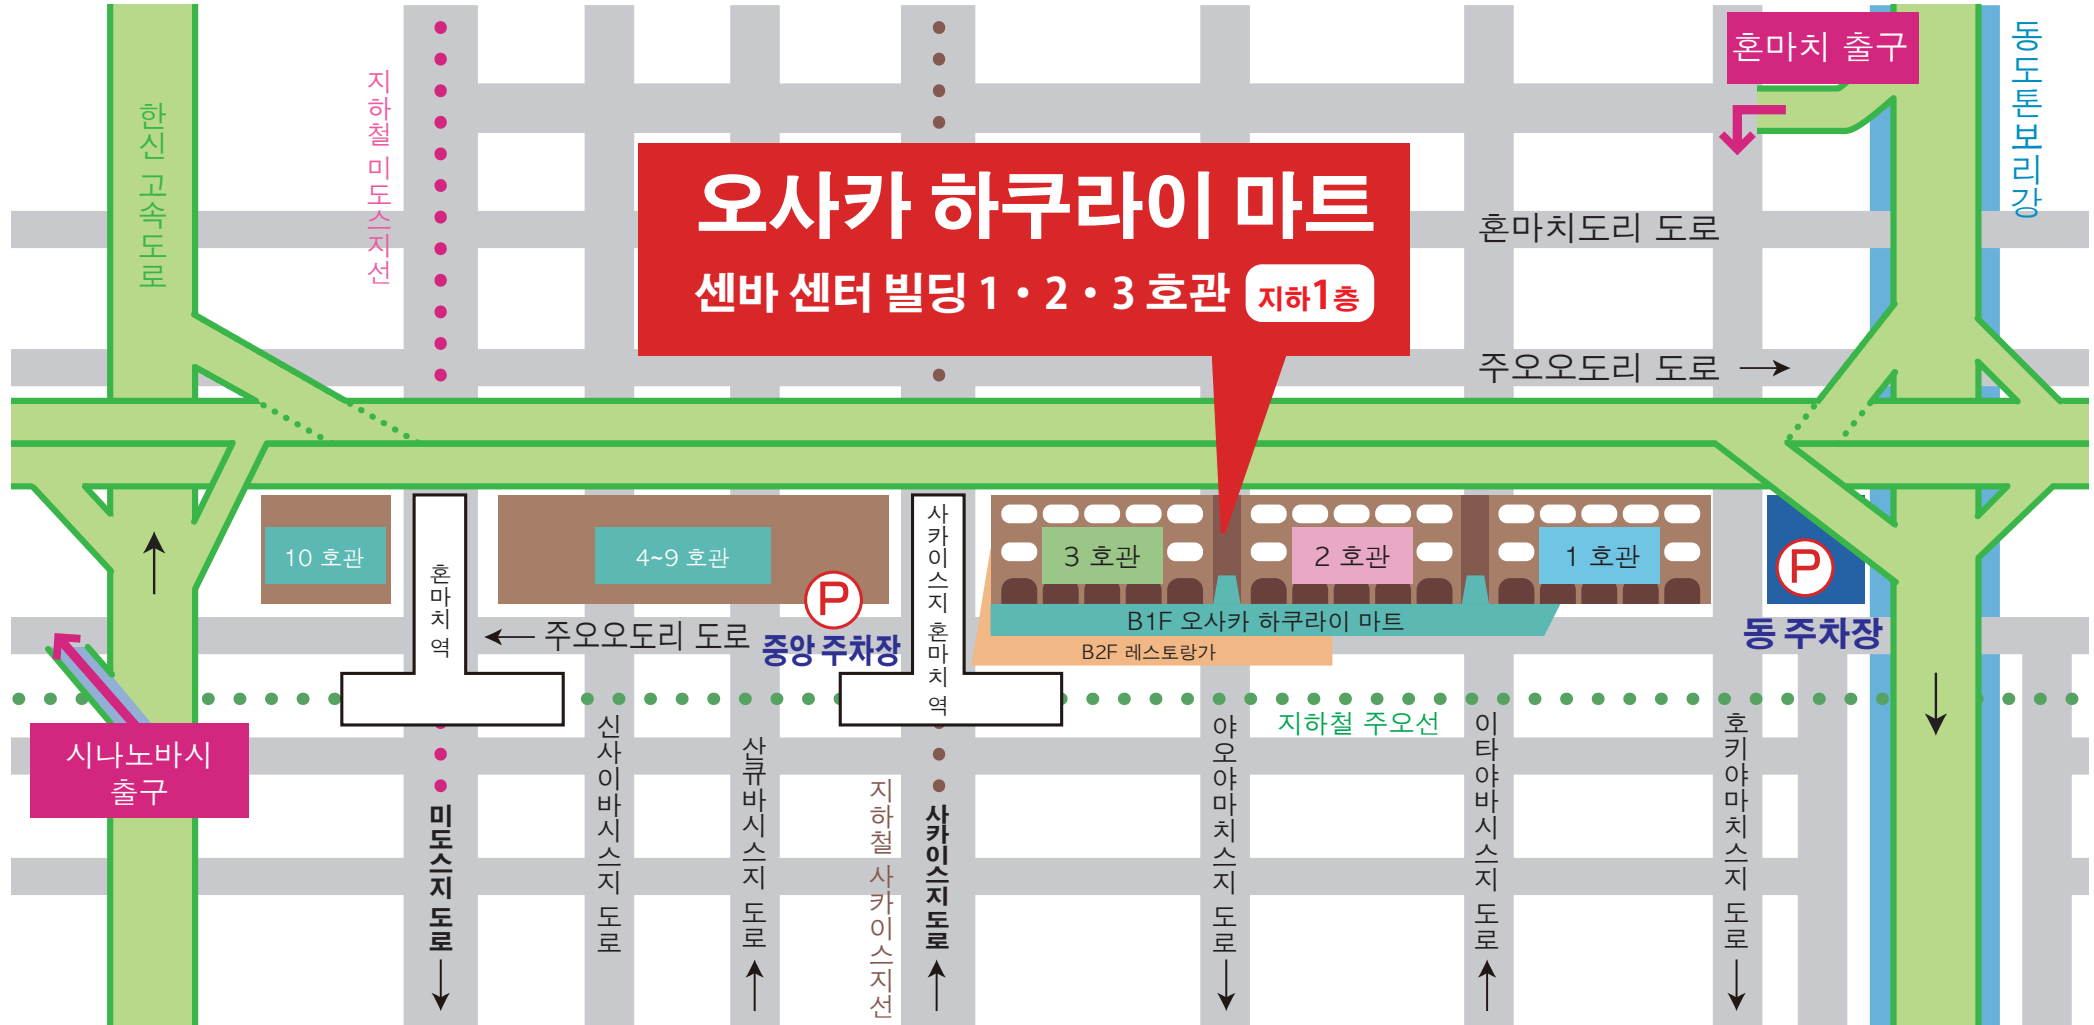 혼마치 출구
동도톤보리강
지하철 미도스지선
한신 고속도로
오사카 하쿠라이 마트
센바 센터 빌딩 1・2・3 호관 지하1층
혼마치도리 도로
주오오도리 도로
10 호관
4~9 호관
3 호관
2 호관
1 호관
P
P
혼마치 역
사카이스지 혼마치 역
B1F 오사카 하쿠라이 마트
B2F 레스토랑가
주오오도리 도로
중앙 주차장
동 주차장
지하철 주오선
시나노바시
출구
미도스지 도로
신사이바시스지 도로
산큐바시스지 도로
지하철 사카이스지선
사카이스지 도로
야오야마치스지 도로
이타야바시스지 도로
호키야마치스지 도로